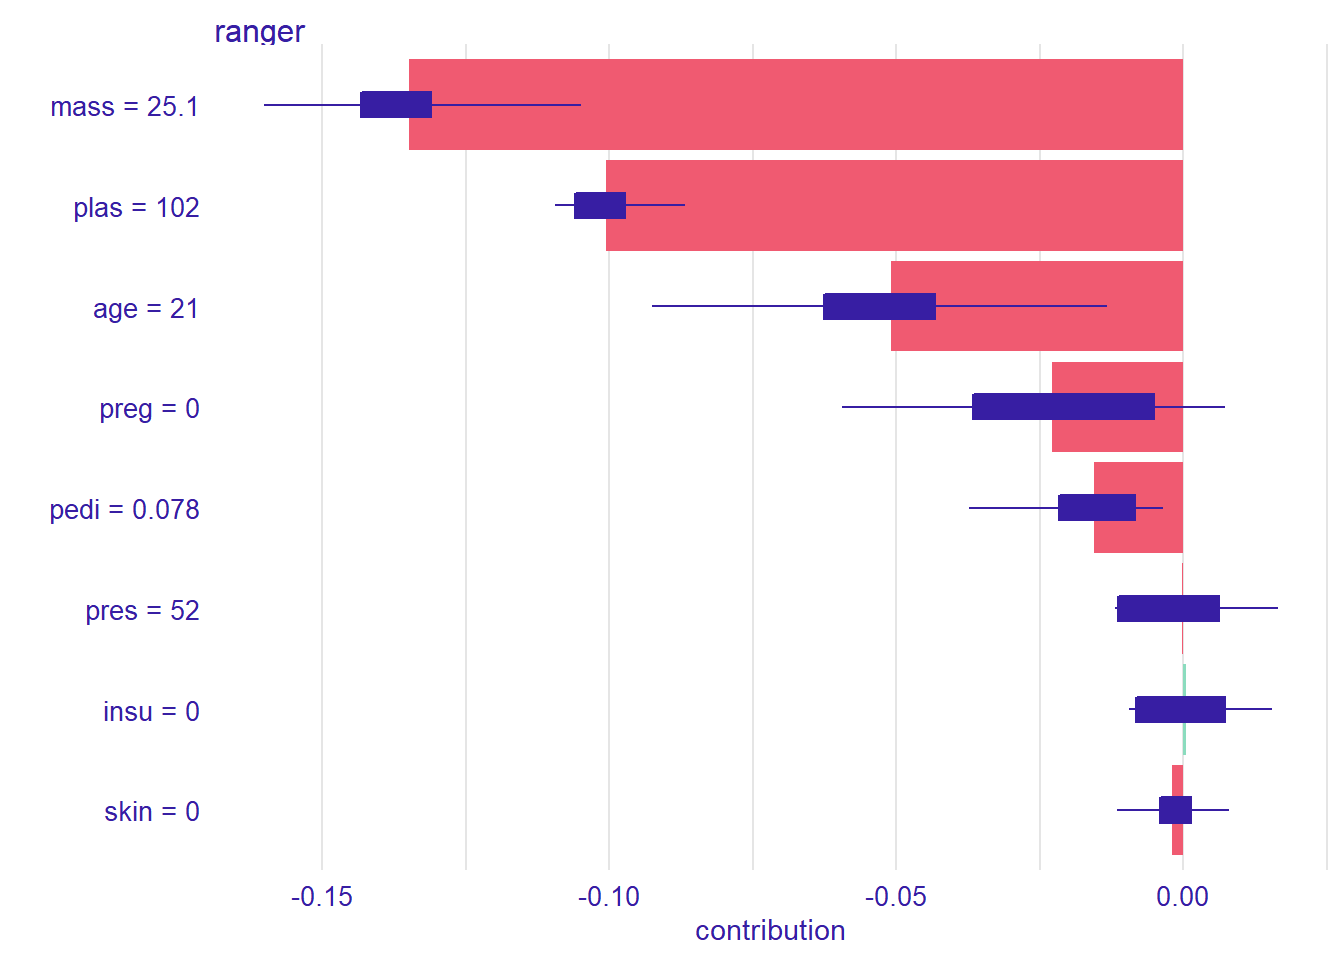 ranger
mass = 25.1
plas = 102
age = 21
preg = 0
pedi = 0.078
pres = 52
insu = 0
skin = 0
-0.15 -0.10 -0.05 0.00
contribution